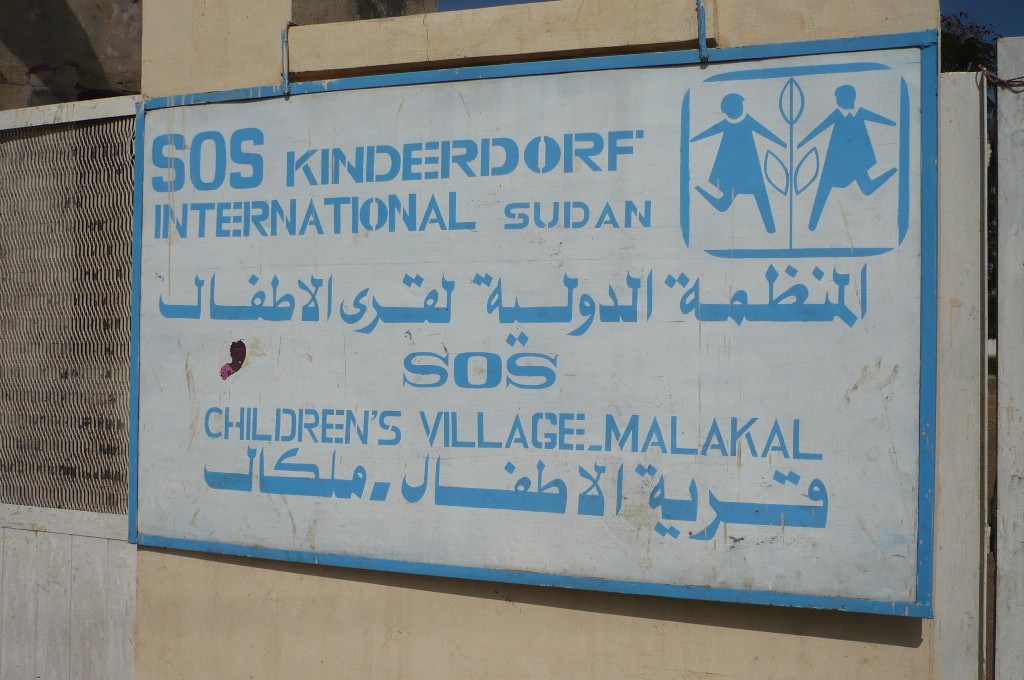 SOS KINDERDORF
INTERNATIONAL SUDAN
المنظمة الدولية لقرى الاطفال
SOS
CHILDREN'S VILLAGE_MALAKAL
قرية الاطفال - ملكال